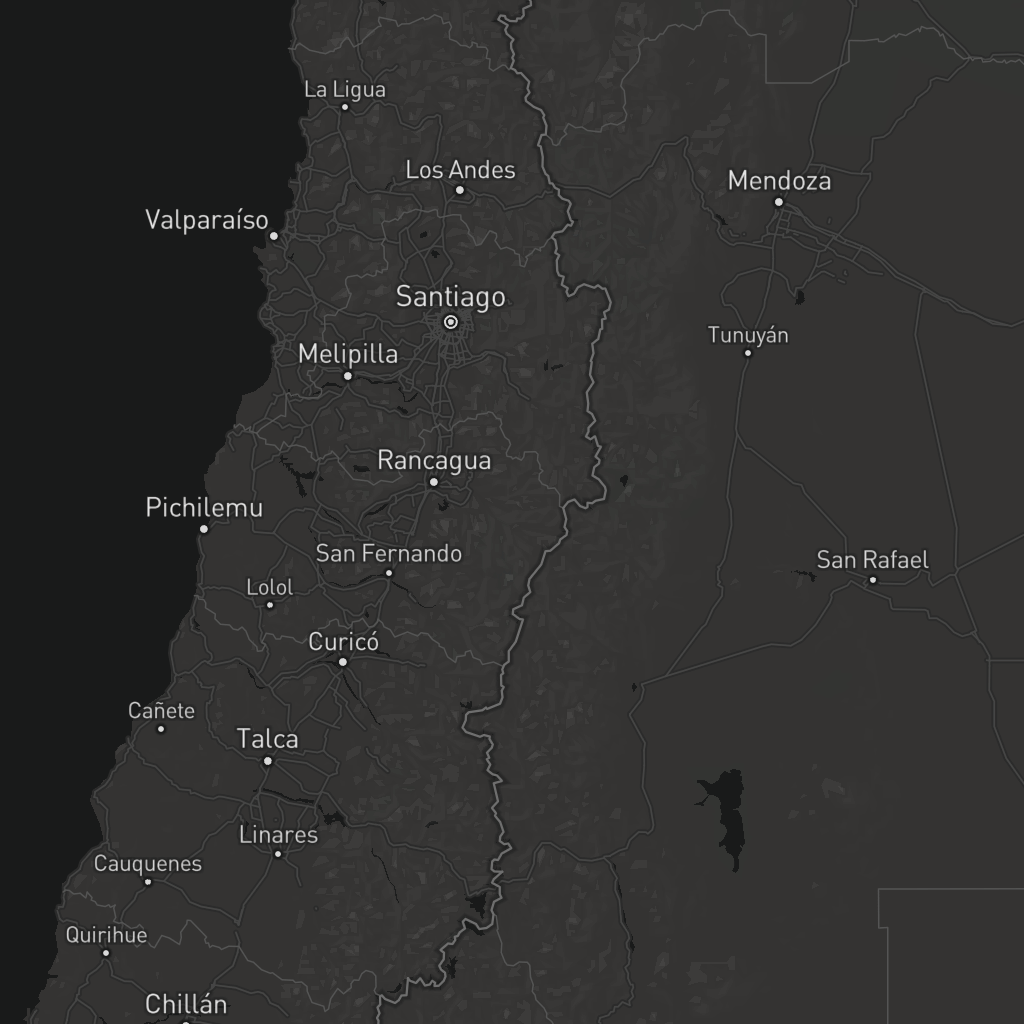 La Ligua
Los Andes
Mendoza
Valparaíso
Santiago
Tunuyán
Melipilla
Rancagua
Pichilemu
San Fernando
San Rafael
Lolol
Curicó
Cañete
Talca
Linares
Cauquenes
Quirihue
Chillán